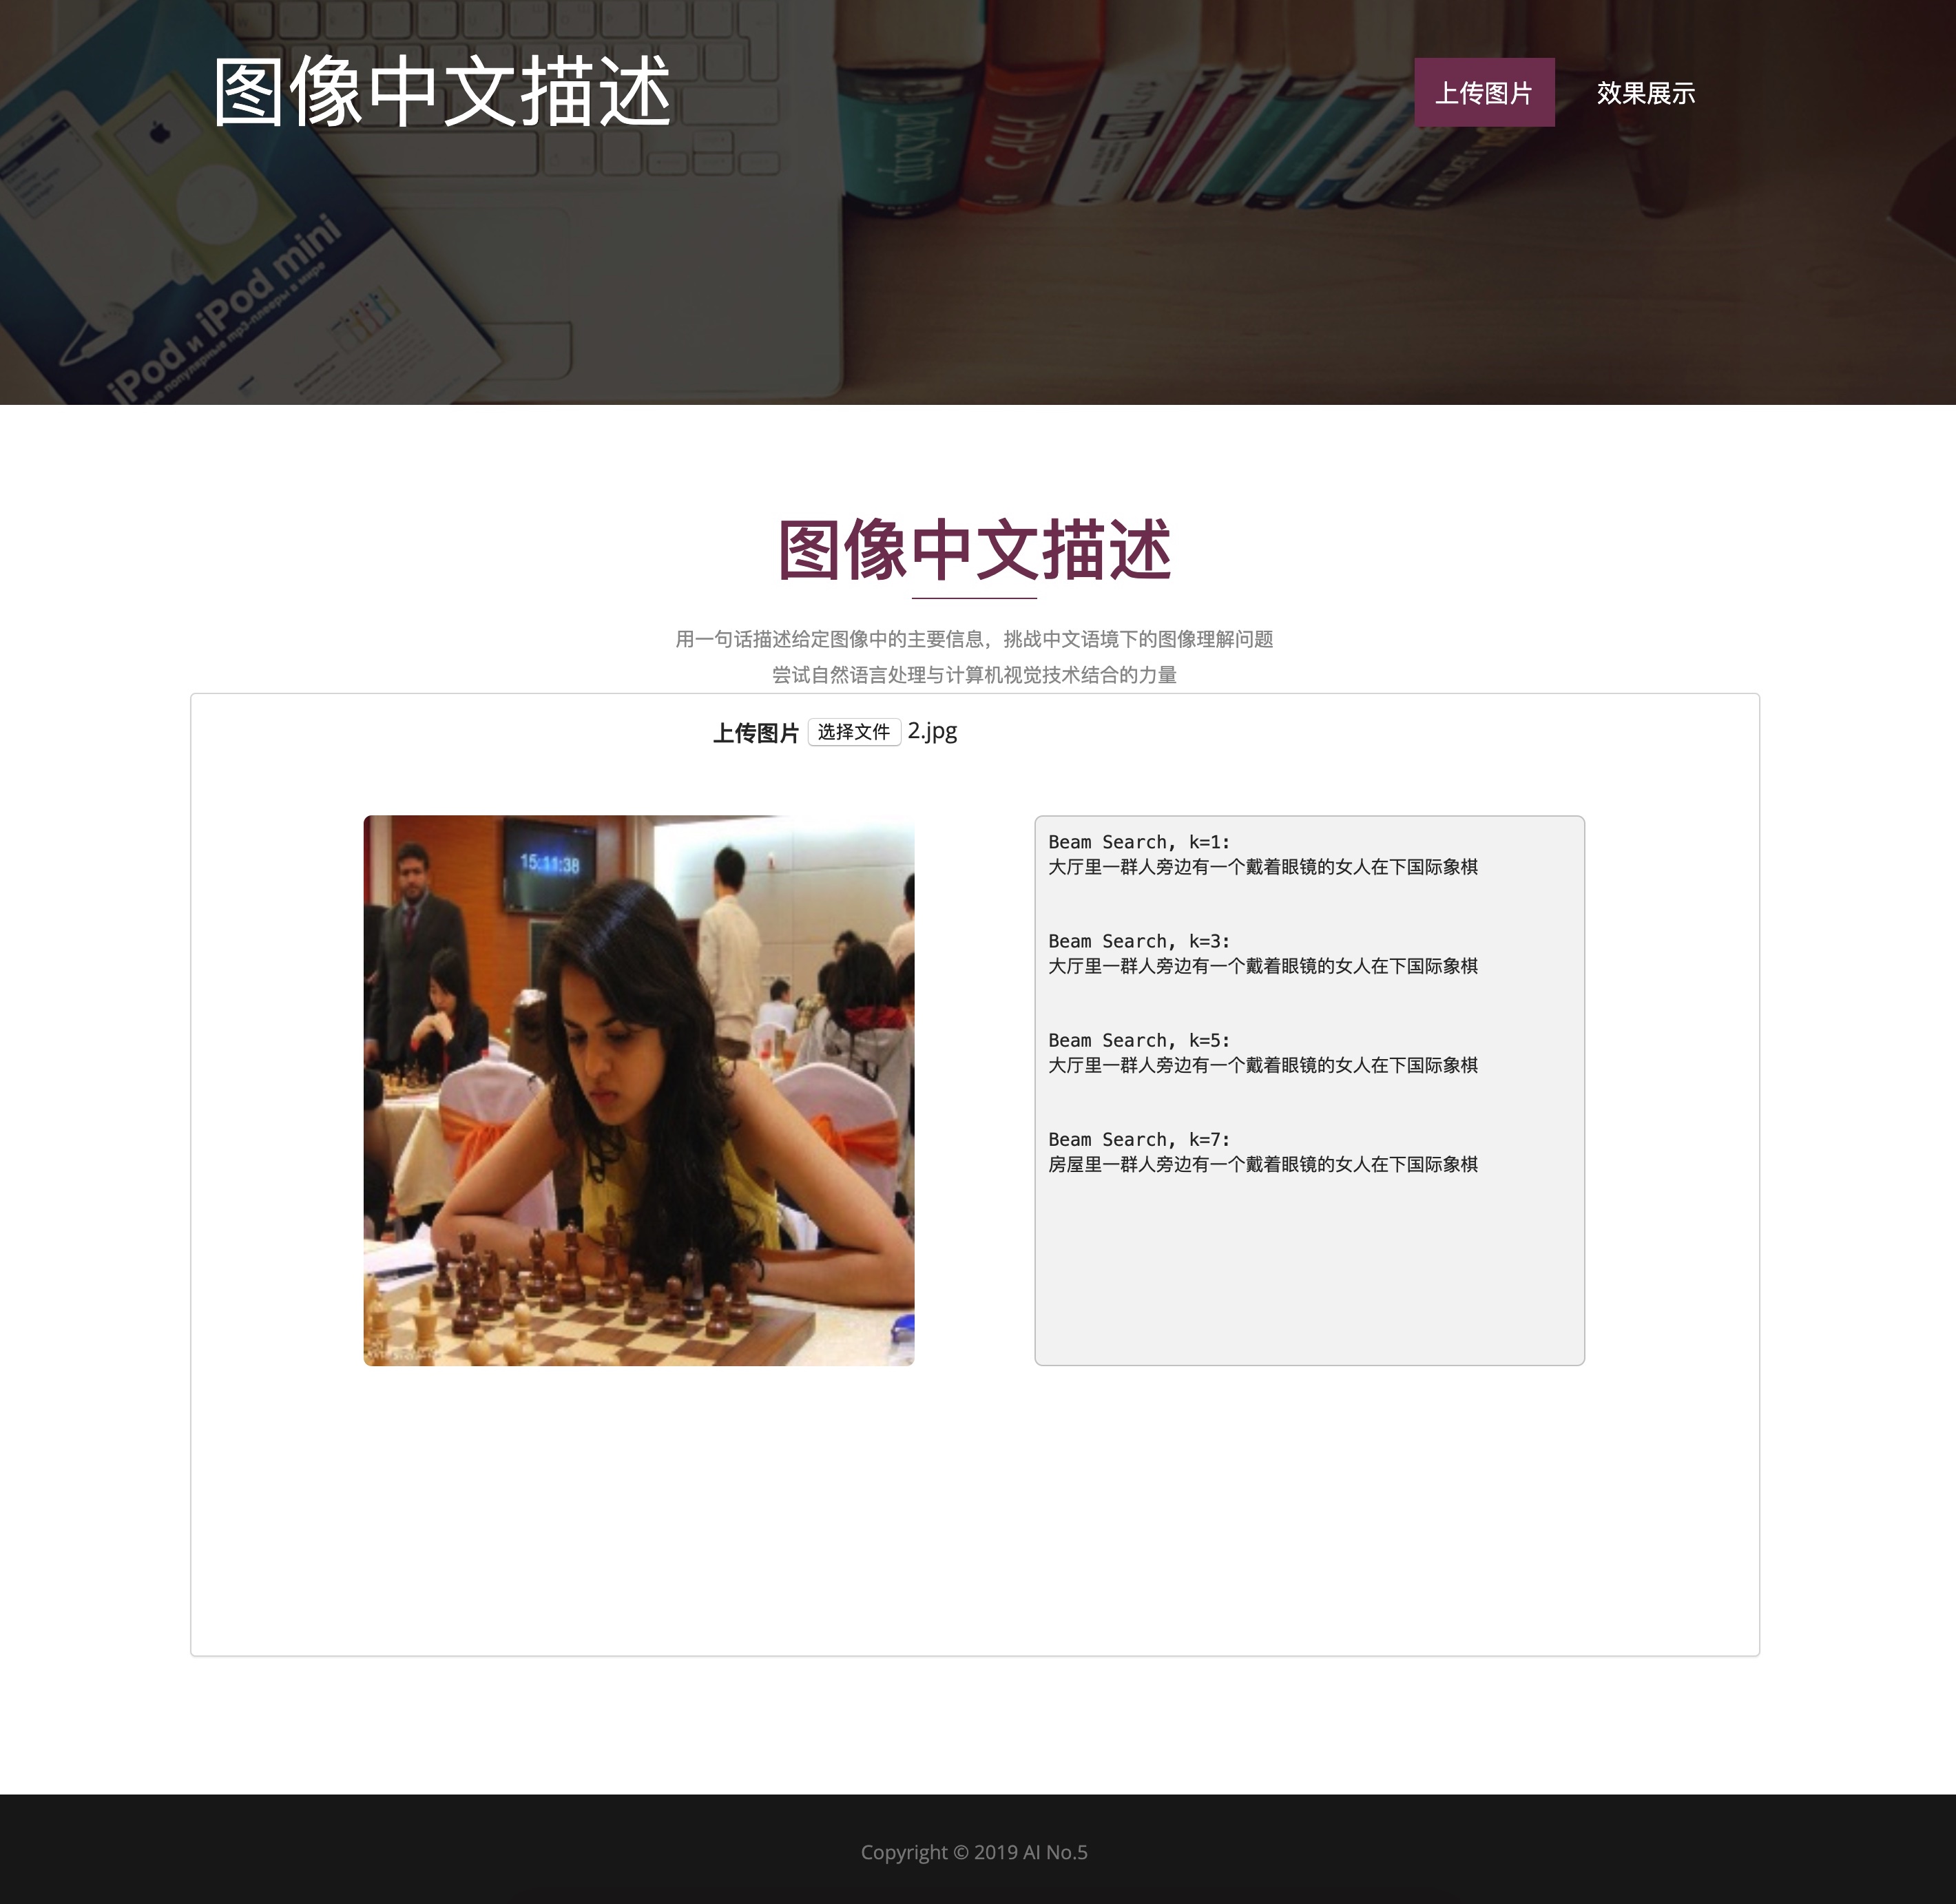 图像中文描述
上传图片
效果展示
iPod и iPod mini
популярные mp3-плееры в мире
PHP 5
图像中文描述
用一句话描述给定图像中的主要信息，挑战中文语境下的图像理解问题
尝试自然语言处理与计算机视觉技术结合的力量
上传图片 选择文件 2.jpg
15:11:38
Beam Search, k=1:
大厅里一群人旁边有一个戴着眼镜的女人在下国际象棋
Beam Search, k=3:
大厅里一群人旁边有一个戴着眼镜的女人在下国际象棋
Beam Search, k=5:
大厅里一群人旁边有一个戴着眼镜的女人在下国际象棋
Beam Search, k=7:
房屋里一群人旁边有一个戴着眼镜的女人在下国际象棋
Copyright © 2019 AI No.5